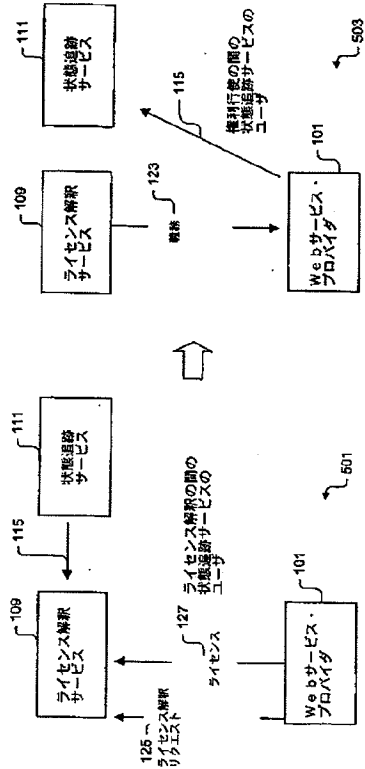 109
ライセンス解釈
サービス
115
111
状態追跡
サービス
125
ライセンス解釈
リクエスト
127
ライセンス
ライセンス解釈の間の
状態追跡サービスの
ユーザ
101
Webサービス・
プロバイダ
501
109
ライセンス解釈
サービス
111
状態追跡
サービス
123
115
権利行使の間の
状態追跡サービスの
ユーザ
101
Webサービス・
プロバイダ
503